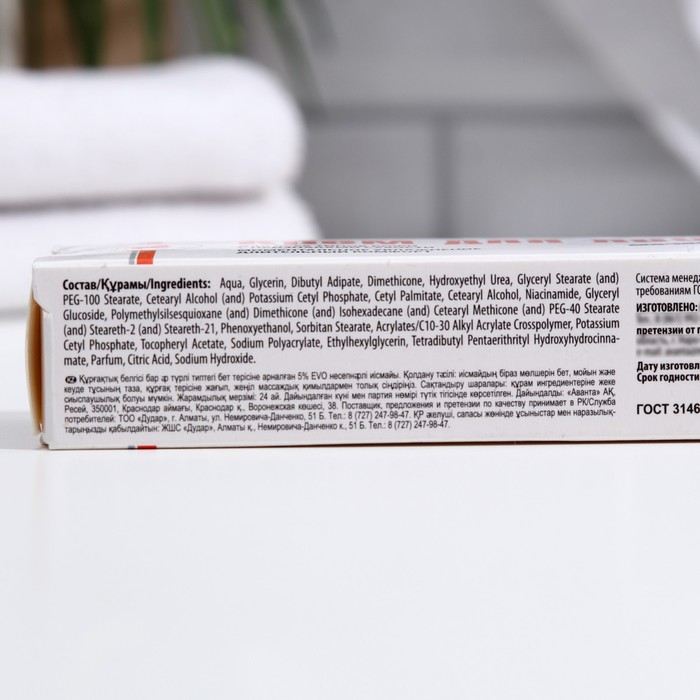 Состав/Құрамы/Ingredients: Aqua, Glycerin, Dibutyl Adipate, Dimethicone, Hydroxyethyl Urea, Glyceryl Stearate (and)
PEG-100 Stearate, Cetearyl Alcohol (and) Potassium Cetyl Phosphate, Cetyl Palmitate, Cetearyl Alcohol, Niacinamide, Glyceryl
Glucoside, Polymethylsilsesquioxane (and) Dimethicone (and) Isohexadecane (and) Cetearyl Methicone (and) PEG-40 Stearate
(and) Steareth-2 (and) Steareth-21, Phenoxyethanol, Sorbitan Stearate, Acrylates/C10-30 Alkyl Acrylate Crosspolymer, Potassium
Cetyl Phosphate, Tocopheryl Acetate, Sodium Polyacrylate, Ethylhexylglycerin, Tetradibutyl Pentaerithrityl Hydroxyhydrocinna-
mate, Parfum, Citric Acid, Sodium Hydroxide.
KZ Құрғақтық белгісі бар әр түрлі типтегі бет терісіне арналған 5% EVO несепнәрлі иісмайы. Қолдану тәсілі: иісмайдың біраз мөлшерін бет, мойын және
кеуде тұсының таза, құрғақ терісіне жағып, жеңіл массаждық қимылдармен толық сіңдіріңіз. Сақтандыру шаралары: құрам ингредиентеріне жеке
сиыспаушылық болуы мүмкін. Жарамдылық мерзімі: 24 ай. Дайындалған күні мен партия нөмірі түтік тігісінде көрсетілген. Дайындалды: «Аванта» АҚ,
Ресей, 350001, Краснодар аймағы, Краснодар қ., Воронежская көшесі, 38. Поставщик, предложения и претензии по качеству принимает в РК/Служба
потребителей: ТОО «Дудар», г. Алматы, ул. Немировича-Данченко, 51 Б. Тел.: 8 (727) 247-98-47. ҚР әкелуші, сапасы жөнінде ұсыныстар мен наразылық-
тарыңызды қабылдайтын: ЖШС «Дудар», Алматы қ., Немировича-Данченко к., 51 Б. Тел.: 8 (727) 247-98-47.
Система менед
требованиям ГО
ИЗГОТОВЛЕНО:
претензии от п
Дата изготовл
Срок годности
ГОСТ 3146